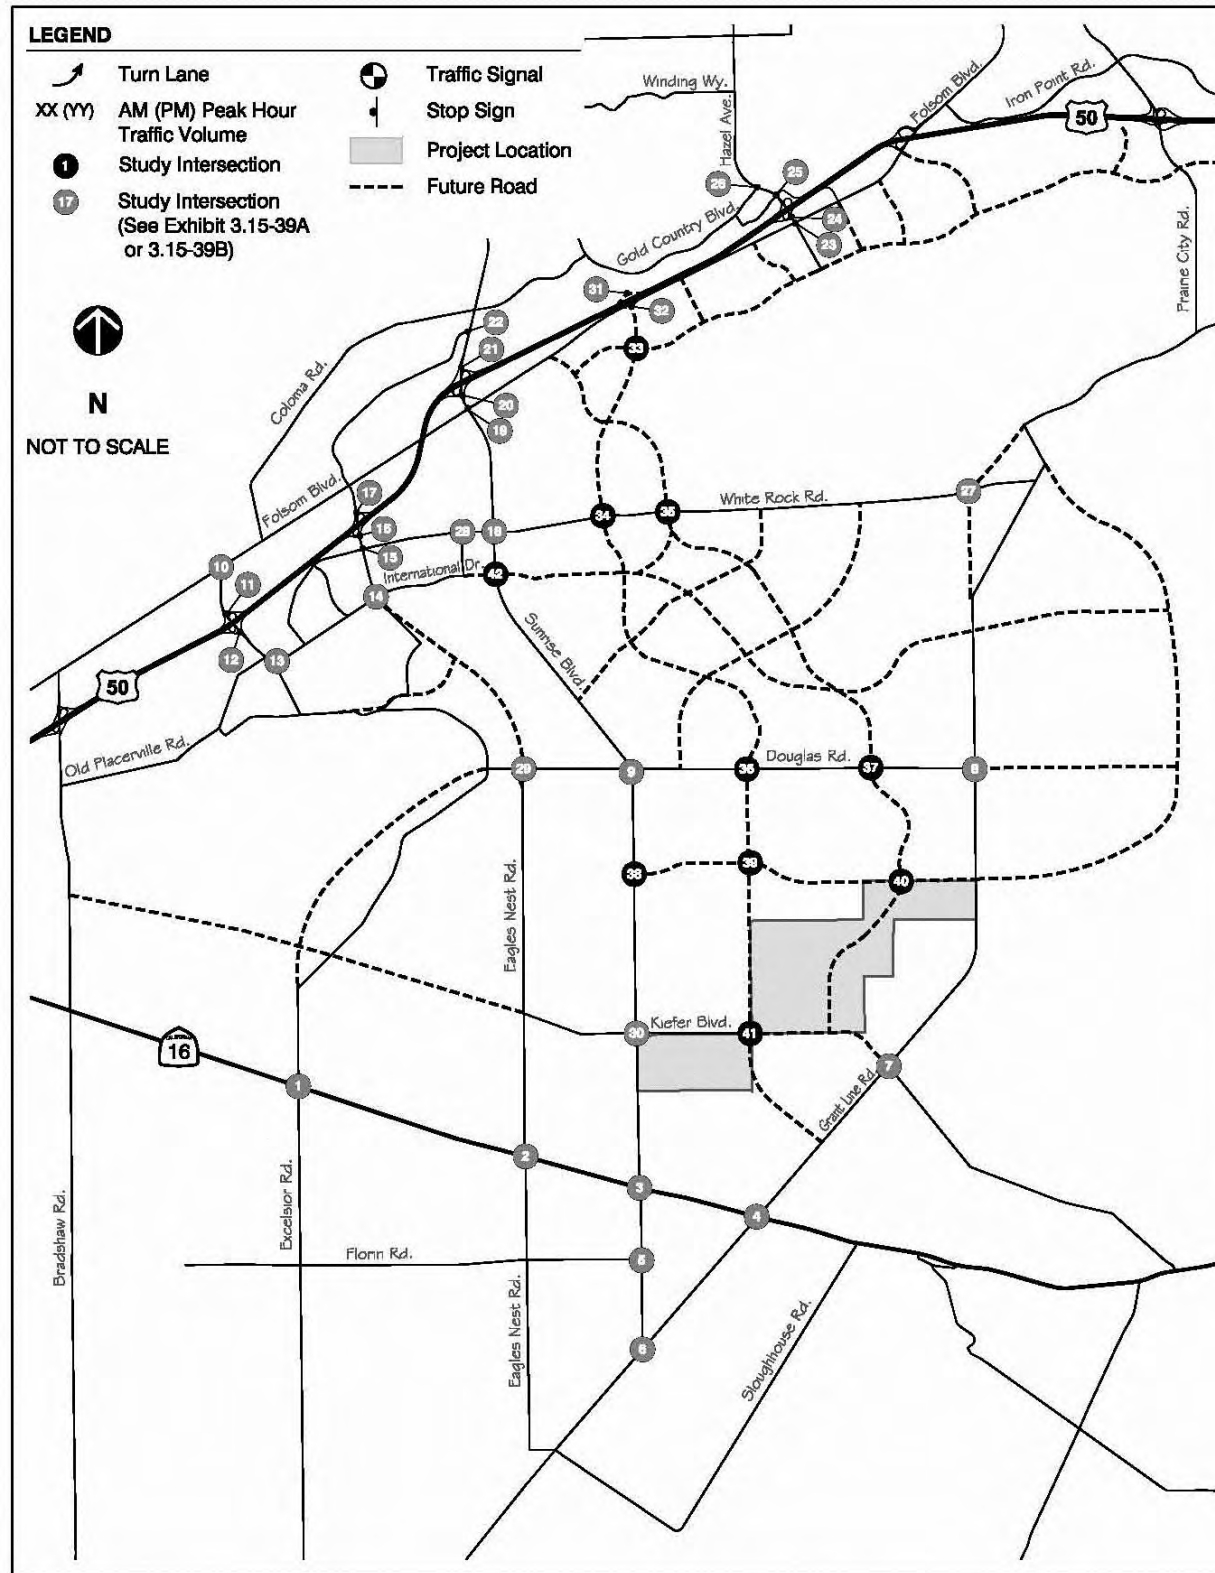 LEGEND
Turn Lane
XX (YY) AM (PM) Peak Hour
Traffic Volume
1 Study Intersection
17 Study Intersection
(See Exhibit 3.15-39A
or 3.15-39B)
Traffic Signal
Stop Sign
Project Location
Future Road
N
NOT TO SCALE
Winding Wy.
Hazel Ave.
Folsom Blvd.
Iron Point Rd.
50
26
25
24
23
Gold Country Blvd.
Praine City Rd.
31
32
33
22
21
20
19
Coloma Rd.
Folsom Blvd.
17
16
15
28
18
34
35
White Rock Rd.
27
10
11
International Dr.
42
14
12
13
Sunrise Blvd.
50
Old Placerville Rd.
29
9
36
Douglas Rd.
37
8
38
39
40
Eagles Nest Rd.
16
30
Kiefer Blvd.
41
1
7
Grant Line Rd.
2
3
4
Bradshaw Rd.
Excelsior Rd.
Florin Rd.
5
Eagles Nest Rd.
6
Sloughhouse Rd.